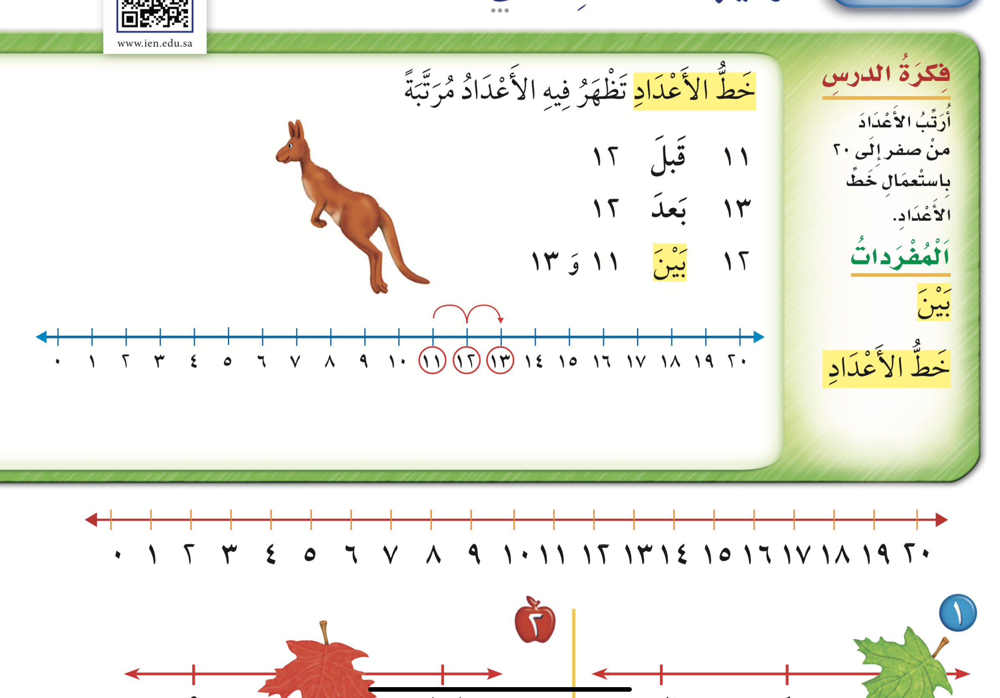 www.ien.edu.sa
فِكرَةُ الدرسِ
أُرَتِّبُ الأَعْدَادَ
منْ صفر إِلَى ٢٠
بِاستْعمَالِ خَطِّ
الأَعْدَادِ.
اَلْمُفْرَداتُ
بَيْنَ
خَطُّ الأَعْدَادِ
خَطُّ الأَعْدَادِ تَظْهَرُ فِيهِ الأَعْدَادُ مُرَتَّبَةً
١١ قَبلَ ١٢
١٣ بَعدَ ١٢
١٢ بَيْنَ ١١ وَ ١٣
٠ ١ ٢ ٣ ٤ ٥ ٦ ٧ ٨ ٩ ١٠ ١١ ١٢ ١٣ ١٤ ١٥ ١٦ ١٧ ١٨ ١٩ ٢٠
٠ ١ ٢ ٣ ٤ ٥ ٦ ٧ ٨ ٩ ١٠ ١١ ١٢ ١٣ ١٤ ١٥ ١٦ ١٧ ١٨ ١٩ ٢٠
١
٢